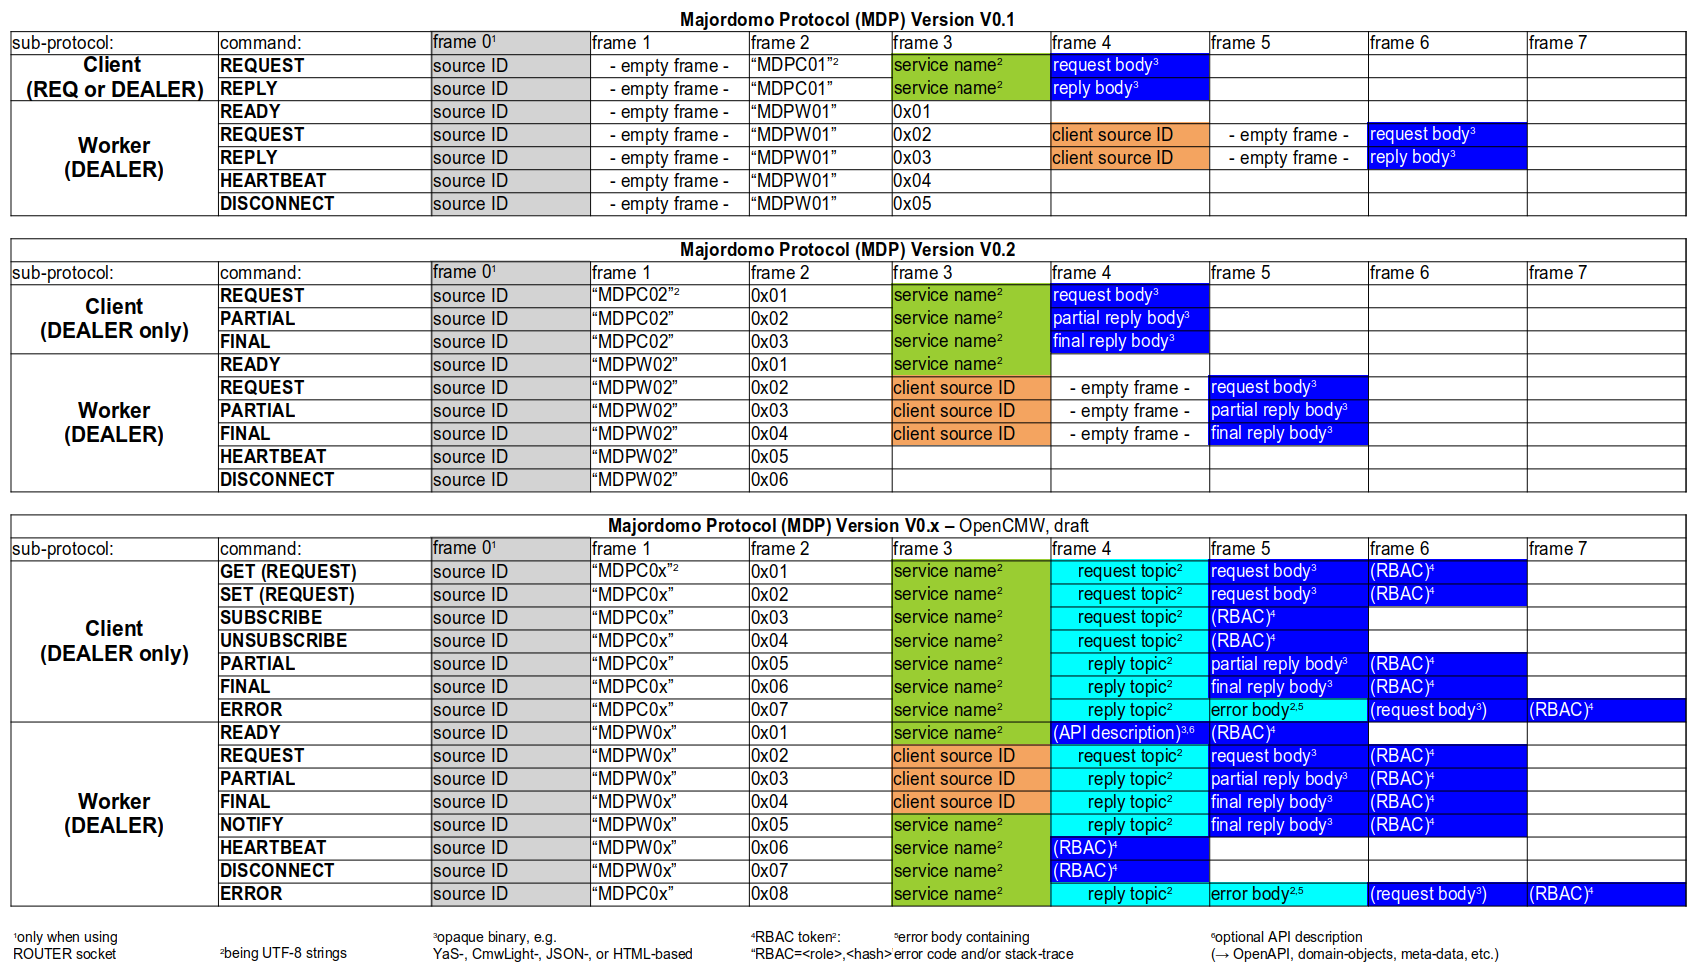 Majordomo Protocol (MDP) Version V0.1
sub-protocol: command: frame 0¹ frame 1 frame 2 frame 3 frame 4 frame 5 frame 6 frame 7
Client
(REQ or DEALER)
REQUEST source ID - empty frame - “MDPC01”² service name² request body³
REPLY source ID - empty frame - “MDPC01” service name² reply body³
Worker
(DEALER)
READY source ID - empty frame - “MDPW01” 0x01
REQUEST source ID - empty frame - “MDPW01” 0x02 client source ID - empty frame - request body³
REPLY source ID - empty frame - “MDPW01” 0x03 client source ID - empty frame - reply body³
HEARTBEAT source ID - empty frame - “MDPW01” 0x04
DISCONNECT source ID - empty frame - “MDPW01” 0x05
Majordomo Protocol (MDP) Version V0.2
sub-protocol: command: frame 0¹ frame 1 frame 2 frame 3 frame 4 frame 5 frame 6 frame 7
Client
(DEALER only)
REQUEST source ID “MDPC02”² 0x01 service name² request body³
PARTIAL source ID “MDPC02” 0x02 service name² partial reply body³
FINAL source ID “MDPC02” 0x03 service name² final reply body³
Worker
(DEALER)
READY source ID “MDPW02” 0x01 service name²
REQUEST source ID “MDPW02” 0x02 client source ID - empty frame - request body³
PARTIAL source ID “MDPW02” 0x03 client source ID - empty frame - partial reply body³
FINAL source ID “MDPW02” 0x04 client source ID - empty frame - final reply body³
HEARTBEAT source ID “MDPW02” 0x05
DISCONNECT source ID “MDPW02” 0x06
Majordomo Protocol (MDP) Version V0.x – OpenCMW, draft
sub-protocol: command: frame 0¹ frame 1 frame 2 frame 3 frame 4 frame 5 frame 6 frame 7
Client
(DEALER only)
GET (REQUEST) source ID “MDPC0x”² 0x01 service name² request topic² request body³ (RBAC)⁴
SET (REQUEST) source ID “MDPC0x” 0x02 service name² request topic² request body³ (RBAC)⁴
SUBSCRIBE source ID “MDPC0x” 0x03 service name² request topic² (RBAC)⁴
UNSUBSCRIBE source ID “MDPC0x” 0x04 service name² request topic² (RBAC)⁴
PARTIAL source ID “MDPC0x” 0x05 service name² reply topic² partial reply body³ (RBAC)⁴
FINAL source ID “MDPC0x” 0x06 service name² reply topic² final reply body³ (RBAC)⁴
ERROR source ID “MDPC0x” 0x07 service name² reply topic² error body²,⁵ (request body³) (RBAC)⁴
Worker
(DEALER)
READY source ID “MDPW0x” 0x01 service name² (API description)³,⁶ (RBAC)⁴
REQUEST source ID “MDPW0x” 0x02 client source ID request topic² request body³ (RBAC)⁴
PARTIAL source ID “MDPW0x” 0x03 client source ID reply topic² partial reply body³ (RBAC)⁴
FINAL source ID “MDPW0x” 0x04 client source ID reply topic² final reply body³ (RBAC)⁴
NOTIFY source ID “MDPW0x” 0x05 service name² reply topic² final reply body³ (RBAC)⁴
HEARTBEAT source ID “MDPW0x” 0x06 service name² (RBAC)⁴
DISCONNECT source ID “MDPW0x” 0x07 service name² (RBAC)⁴
ERROR source ID “MDPC0x” 0x08 service name² reply topic² error body²,⁵ (request body³) (RBAC)⁴
¹only when using
ROUTER socket
²being UTF-8 strings
³opaque binary, e.g.
YaS-, CmwLight-, JSON-, or HTML-based
⁴RBAC token²:
“RBAC=<role>,<hash>
⁵error body containing
error code and/or stack-trace
⁶optional API description
(→ OpenAPI, domain-objects, meta-data, etc.)